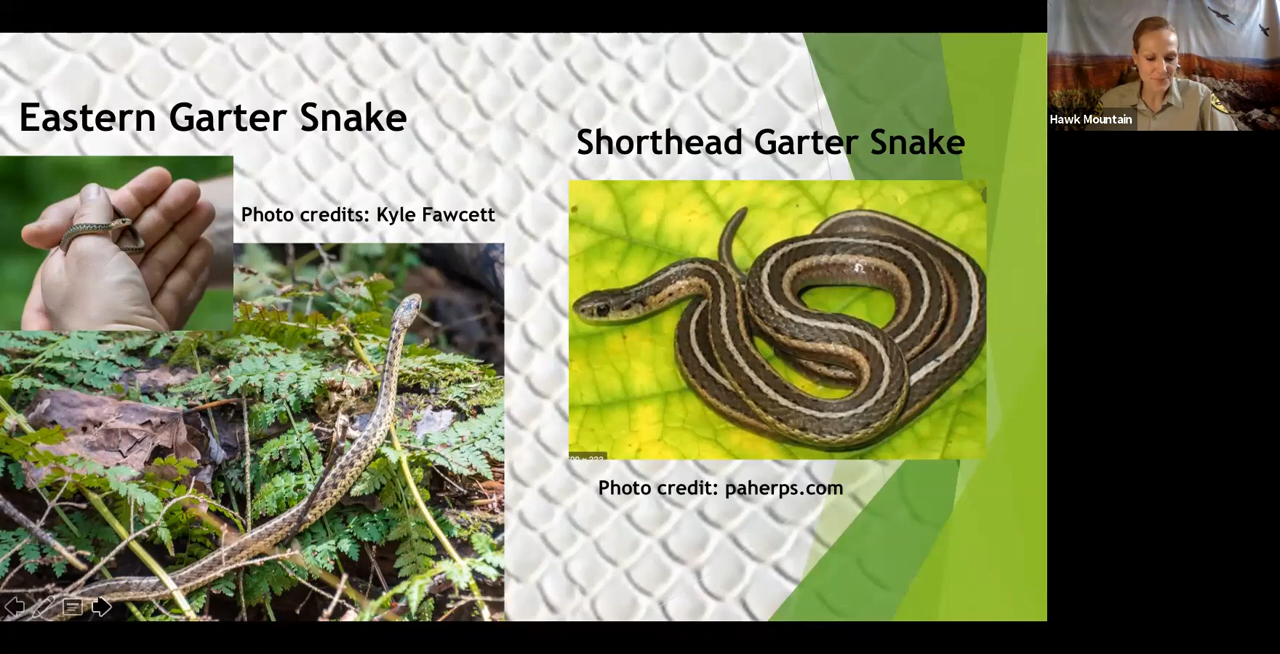 Eastern Garter Snake
Photo credits: Kyle Fawcett
Shorthead Garter Snake
Photo credit: paherps.com
Hawk Mountain